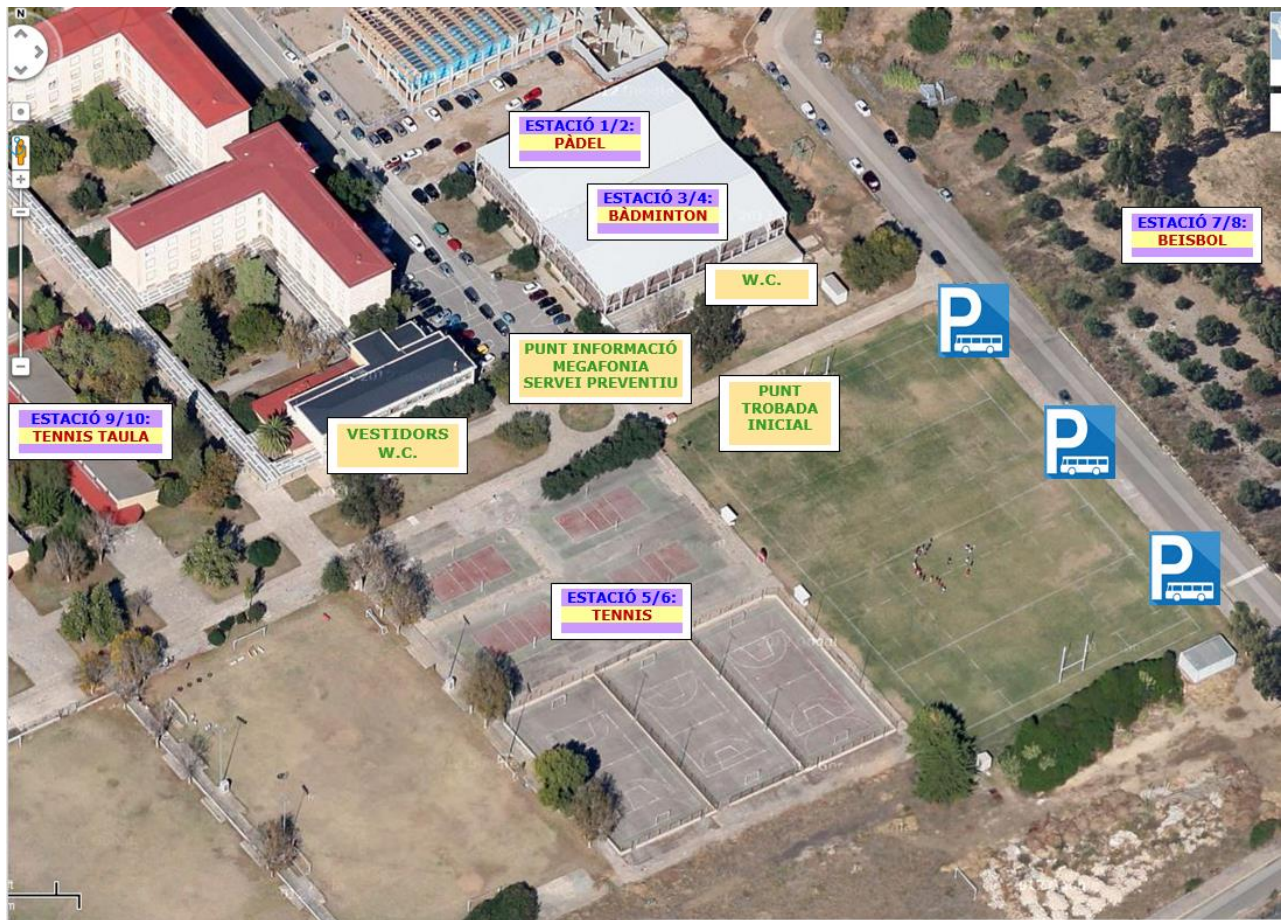 N
ESTACIÓ 1/2:
PÀDEL
ESTACIÓ 3/4:
BÀDMINTON
ESTACIÓ 7/8:
BEISBOL
W.C.
P
PUNT INFORMACIÓ
MEGAFONIA
SERVEI PREVENTIU
PUNT
TROBADA
INICIAL
ESTACIÓ 9/10:
TENNIS TAULA
VESTIDORS
W.C.
P
P
ESTACIÓ 5/6:
TENNIS